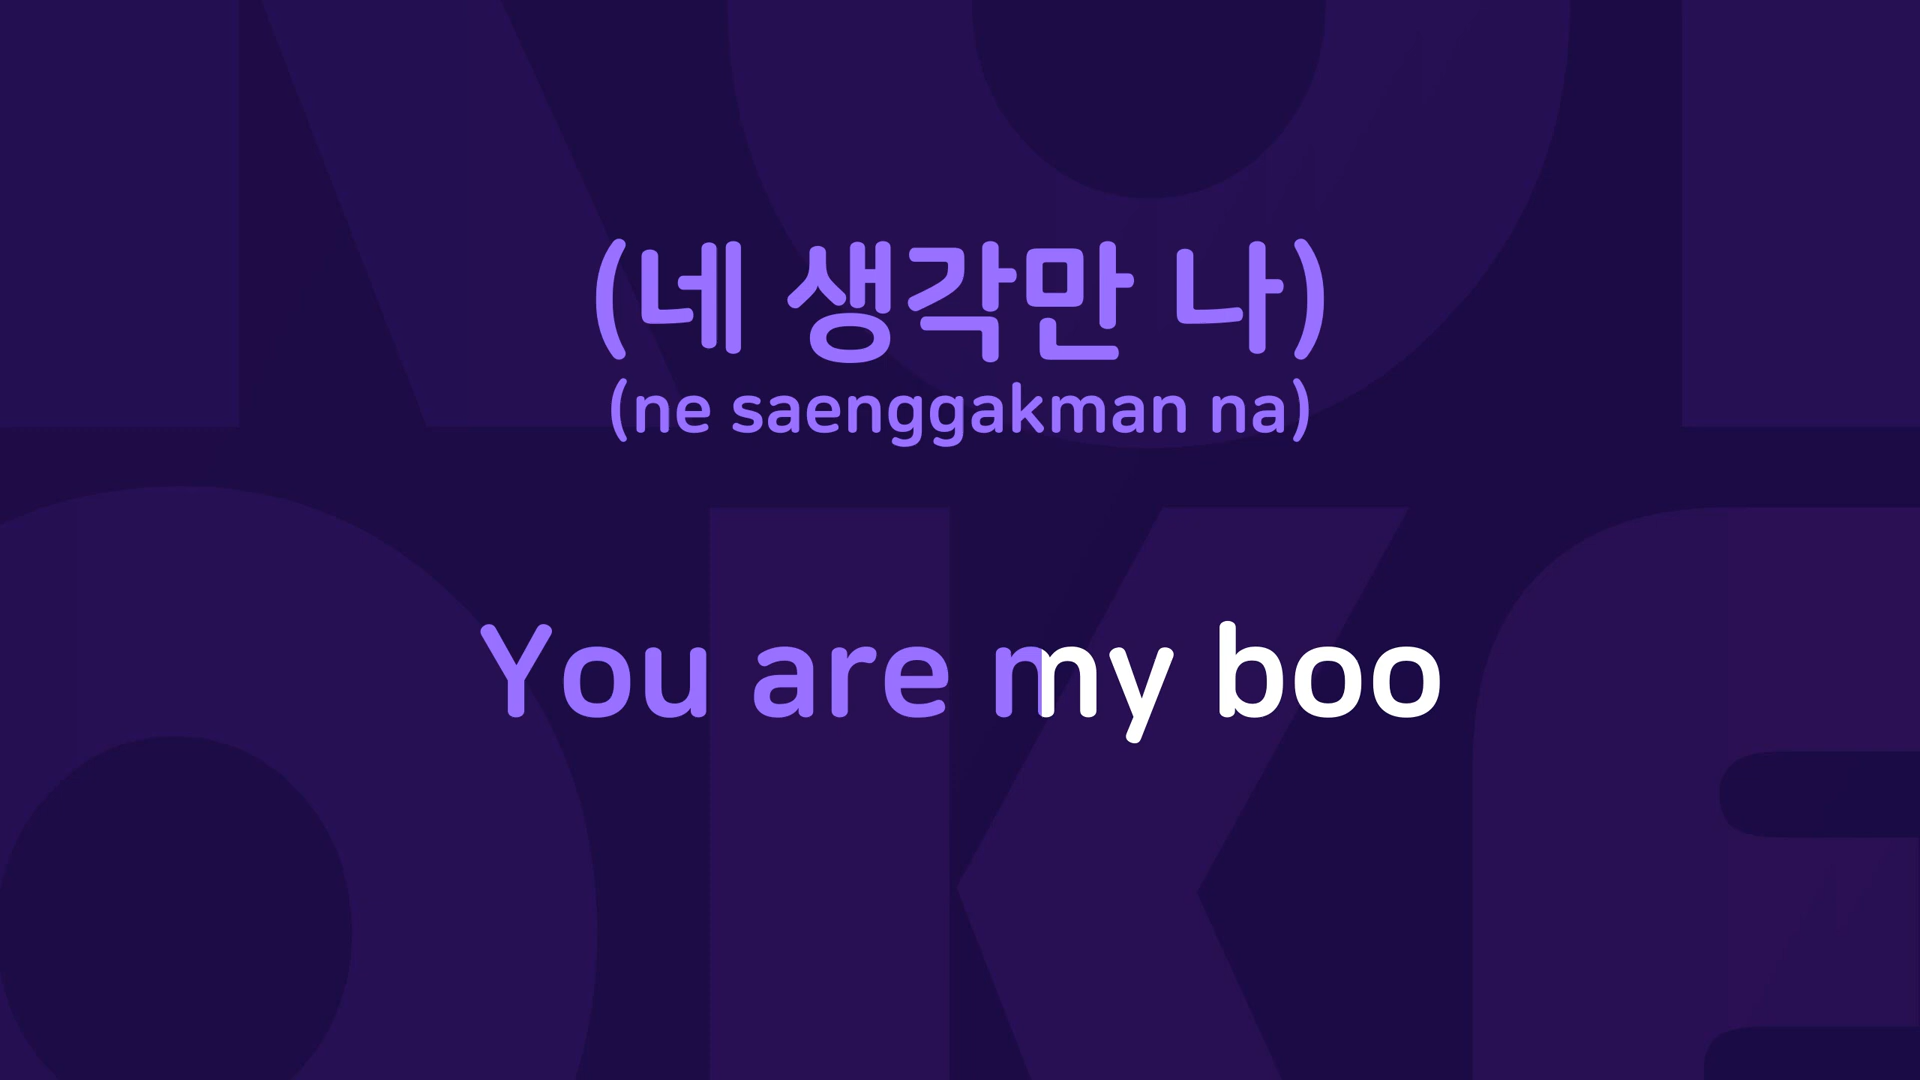 (네 생각만 나)
(ne saenggakman na)
You are my boo